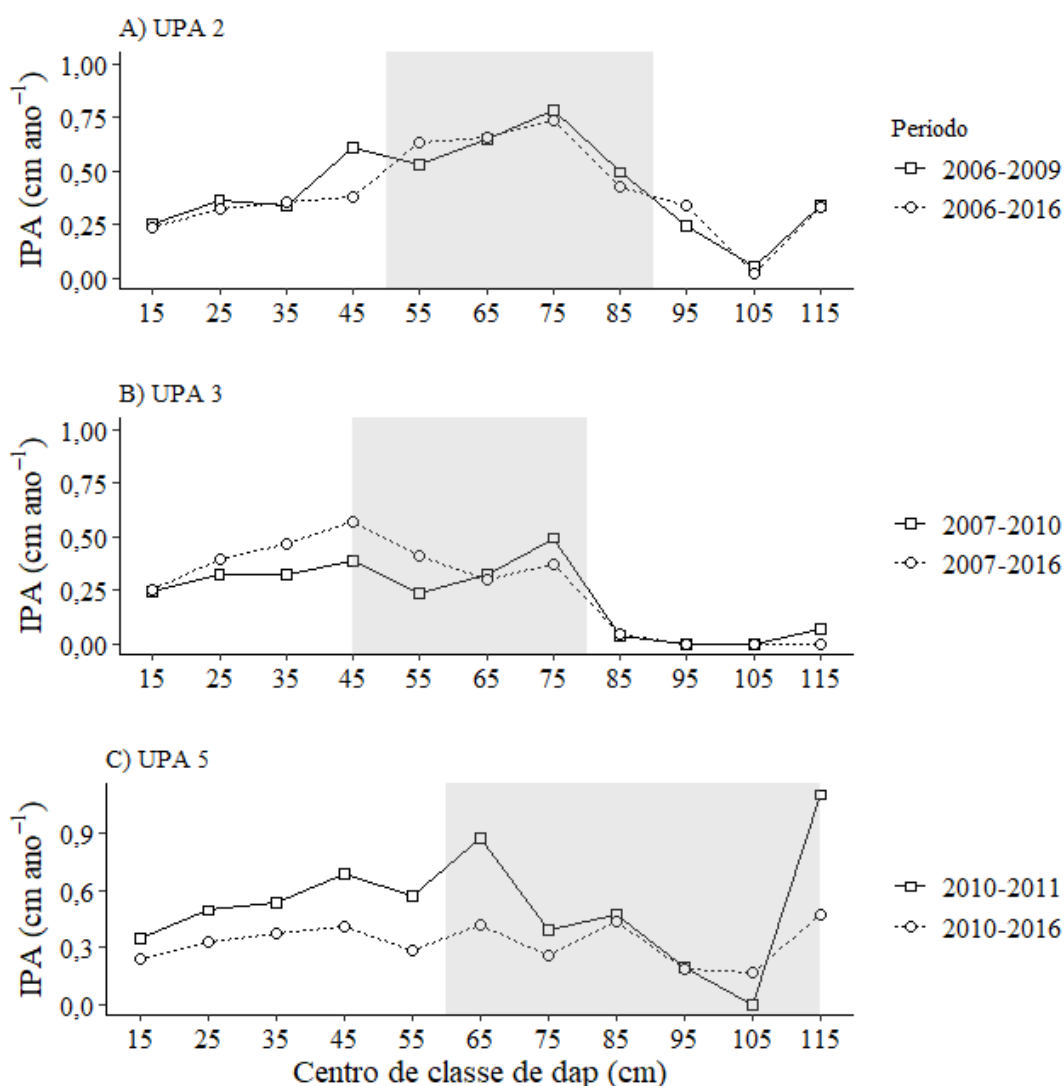 A) UPA 2
IPA (cm ano⁻¹)
1,00
0,75
0,50
0,25
0,00
15 25 35 45 55 65 75 85 95 105 115
Periodo
2006-2009
2006-2016
B) UPA 3
IPA (cm ano⁻¹)
1,00
0,75
0,50
0,25
0,00
15 25 35 45 55 65 75 85 95 105 115
2007-2010
2007-2016
C) UPA 5
IPA (cm ano⁻¹)
0,9
0,6
0,3
0,0
15 25 35 45 55 65 75 85 95 105 115
Centro de classe de dap (cm)
2010-2011
2010-2016